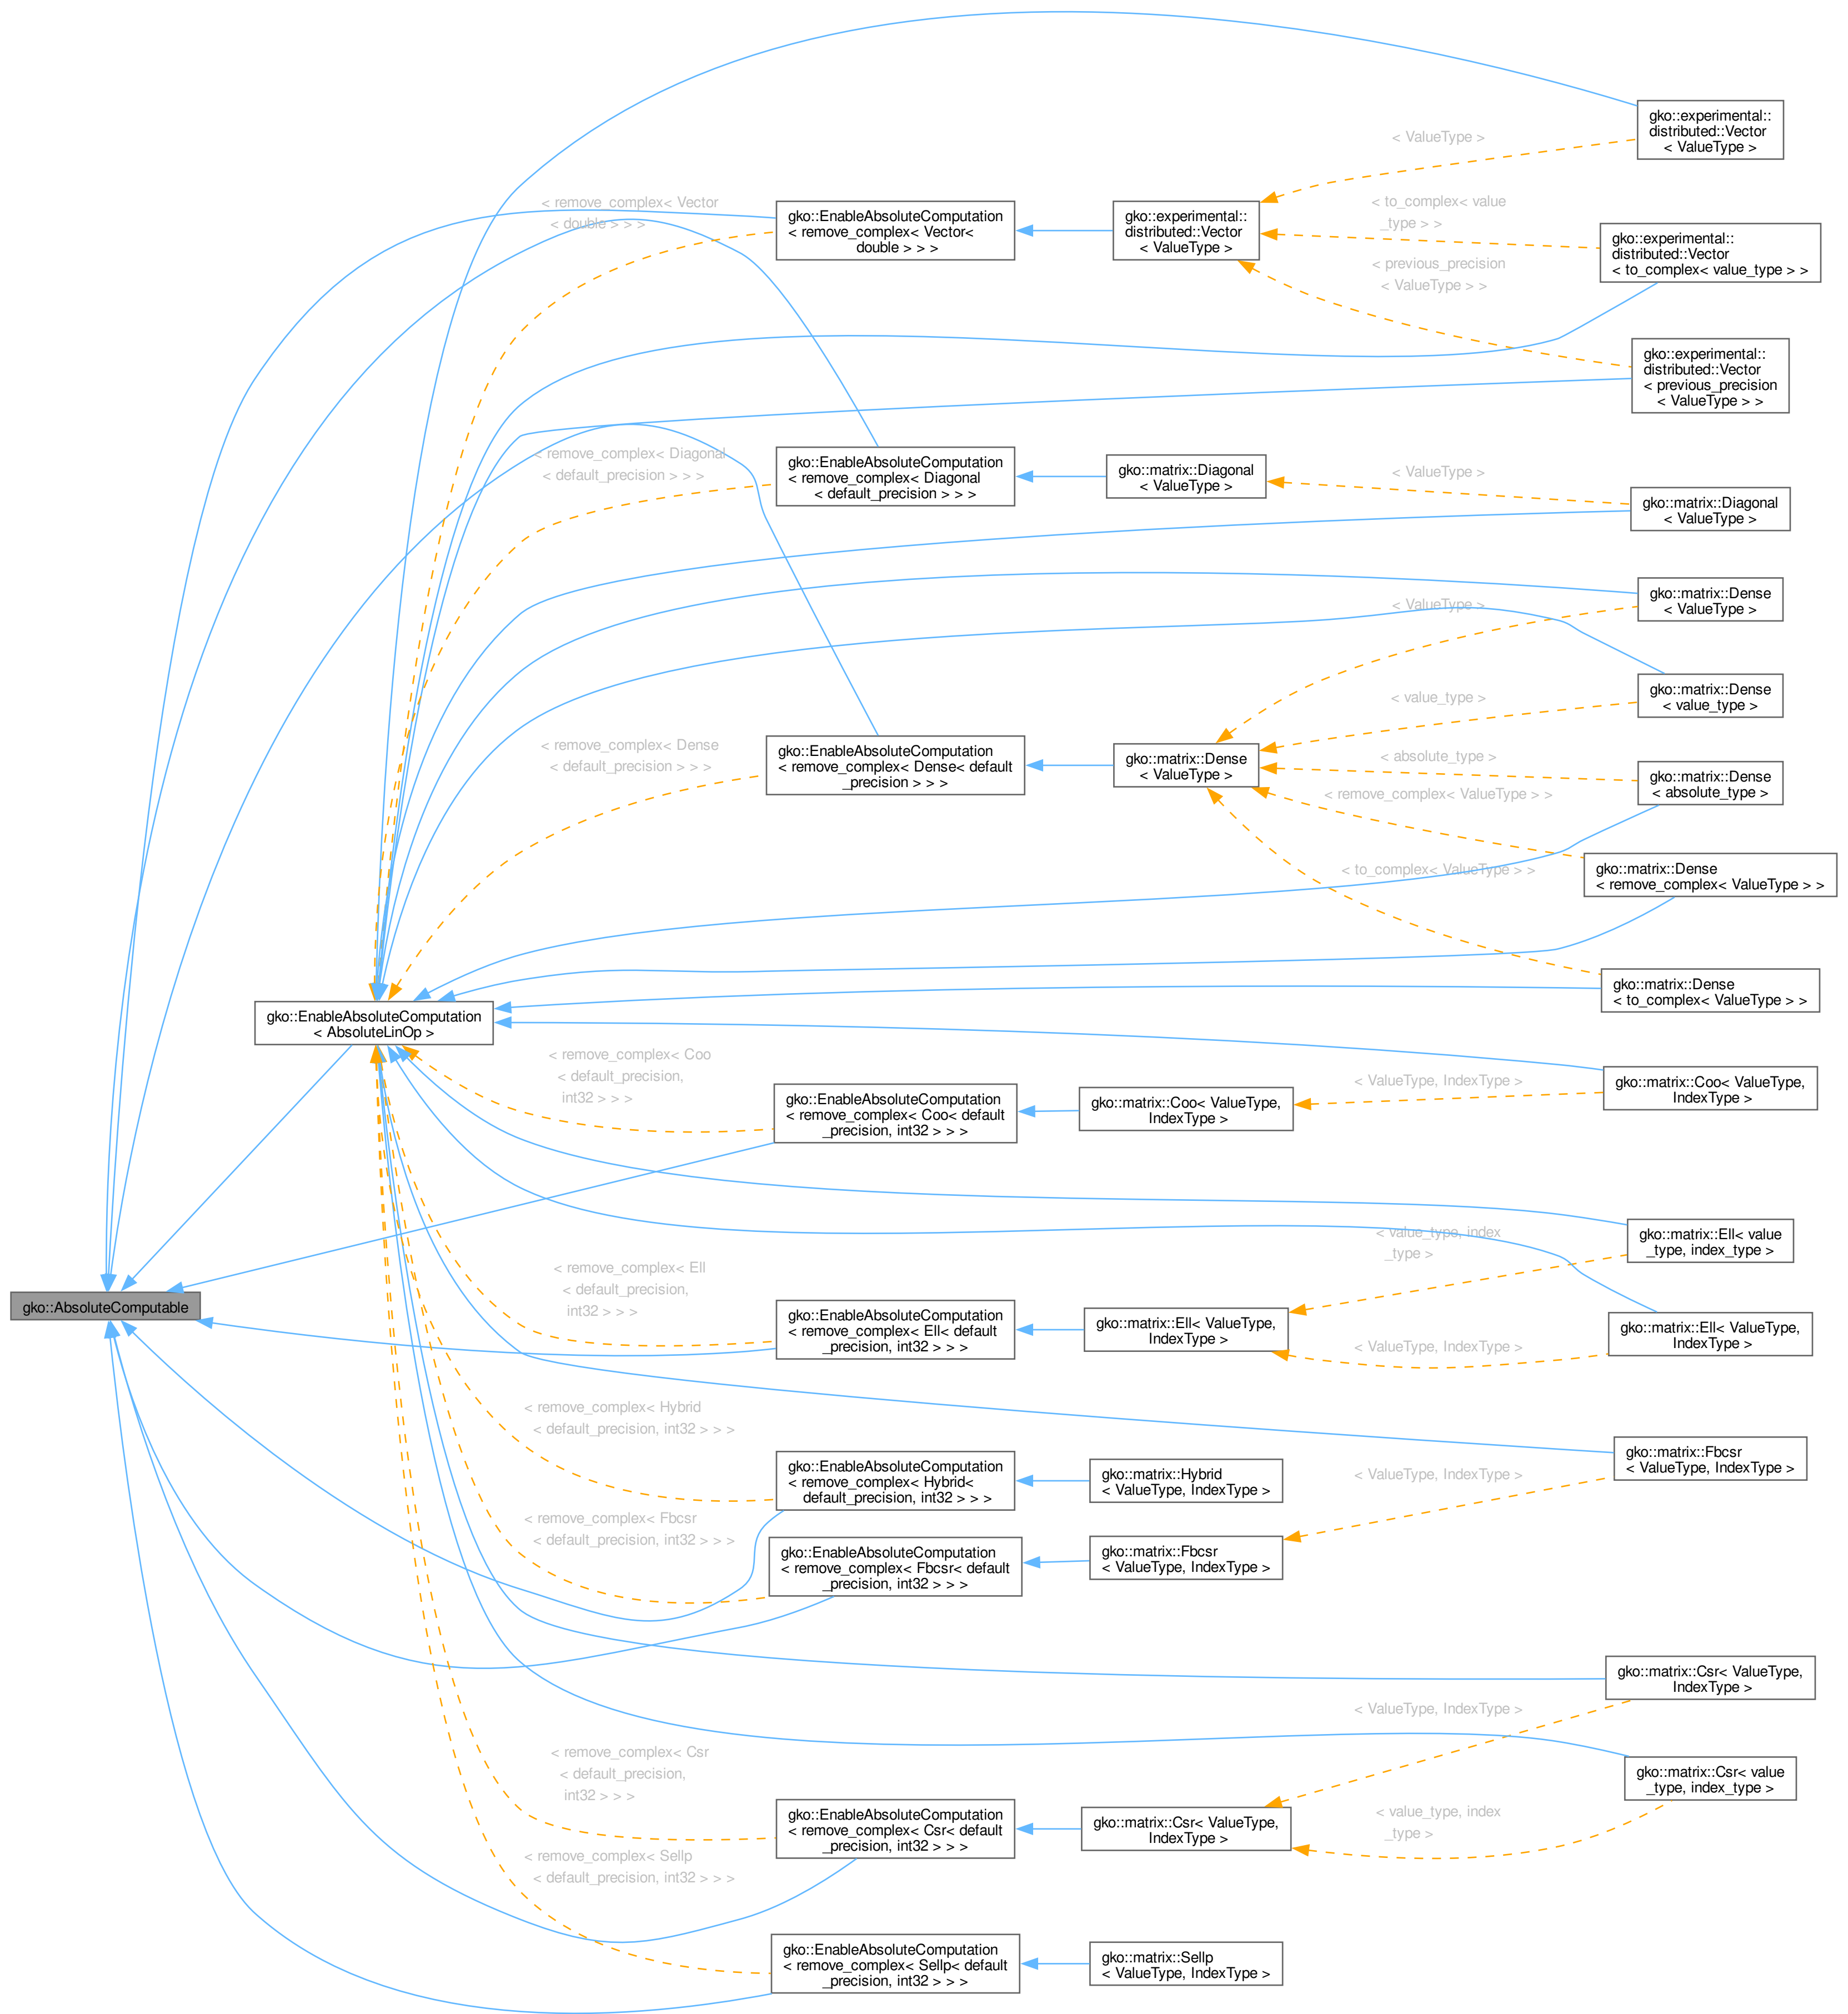 gko::AbsoluteComputable
gko::EnableAbsoluteComputation
< AbsoluteLinOp >
< remove_complex< Vector
< double > > >
gko::EnableAbsoluteComputation
< remove_complex< Vector<
double > > >
gko::experimental::
distributed::Vector
< ValueType >
< ValueType >
gko::experimental::
distributed::Vector
< ValueType >
< to_complex< value
_type > >
gko::experimental::
distributed::Vector
< to_complex< value_type > >
< previous_precision
< ValueType > >
gko::experimental::
distributed::Vector
< previous_precision
< ValueType > >
< remove_complex< Diagonal
< default_precision > > >
gko::EnableAbsoluteComputation
< remove_complex< Diagonal
< default_precision > > >
gko::matrix::Diagonal
< ValueType >
< ValueType >
gko::matrix::Diagonal
< ValueType >
< remove_complex< Dense
< default_precision > > >
gko::EnableAbsoluteComputation
< remove_complex< Dense< default
_precision > > >
gko::matrix::Dense
< ValueType >
< ValueType >
gko::matrix::Dense
< ValueType >
< value_type >
gko::matrix::Dense
< value_type >
< absolute_type >
gko::matrix::Dense
< absolute_type >
< remove_complex< ValueType > >
gko::matrix::Dense
< remove_complex< ValueType > >
< to_complex< ValueType > >
gko::matrix::Dense
< to_complex< ValueType > >
< remove_complex< Coo
< default_precision,
int32 > > >
gko::EnableAbsoluteComputation
< remove_complex< Coo< default
_precision, int32 > > >
gko::matrix::Coo< ValueType,
IndexType >
< ValueType, IndexType >
gko::matrix::Coo< ValueType,
IndexType >
< remove_complex< Ell
< default_precision,
int32 > > >
gko::EnableAbsoluteComputation
< remove_complex< Ell< default
_precision, int32 > > >
gko::matrix::Ell< ValueType,
IndexType >
< value_type, index
_type >
gko::matrix::Ell< value
_type, index_type >
< ValueType, IndexType >
gko::matrix::Ell< ValueType,
IndexType >
< remove_complex< Hybrid
< default_precision, int32 > > >
gko::EnableAbsoluteComputation
< remove_complex< Hybrid<
default_precision, int32 > > >
gko::matrix::Hybrid
< ValueType, IndexType >
< remove_complex< Fbcsr
< default_precision, int32 > > >
gko::EnableAbsoluteComputation
< remove_complex< Fbcsr< default
_precision, int32 > > >
gko::matrix::Fbcsr
< ValueType, IndexType >
< ValueType, IndexType >
gko::matrix::Fbcsr
< ValueType, IndexType >
< remove_complex< Csr
< default_precision,
int32 > > >
gko::EnableAbsoluteComputation
< remove_complex< Csr< default
_precision, int32 > > >
gko::matrix::Csr< ValueType,
IndexType >
< ValueType, IndexType >
gko::matrix::Csr< ValueType,
IndexType >
< value_type, index
_type >
gko::matrix::Csr< value
_type, index_type >
< remove_complex< Sellp
< default_precision, int32 > > >
gko::EnableAbsoluteComputation
< remove_complex< Sellp< default
_precision, int32 > > >
gko::matrix::Sellp
< ValueType, IndexType >